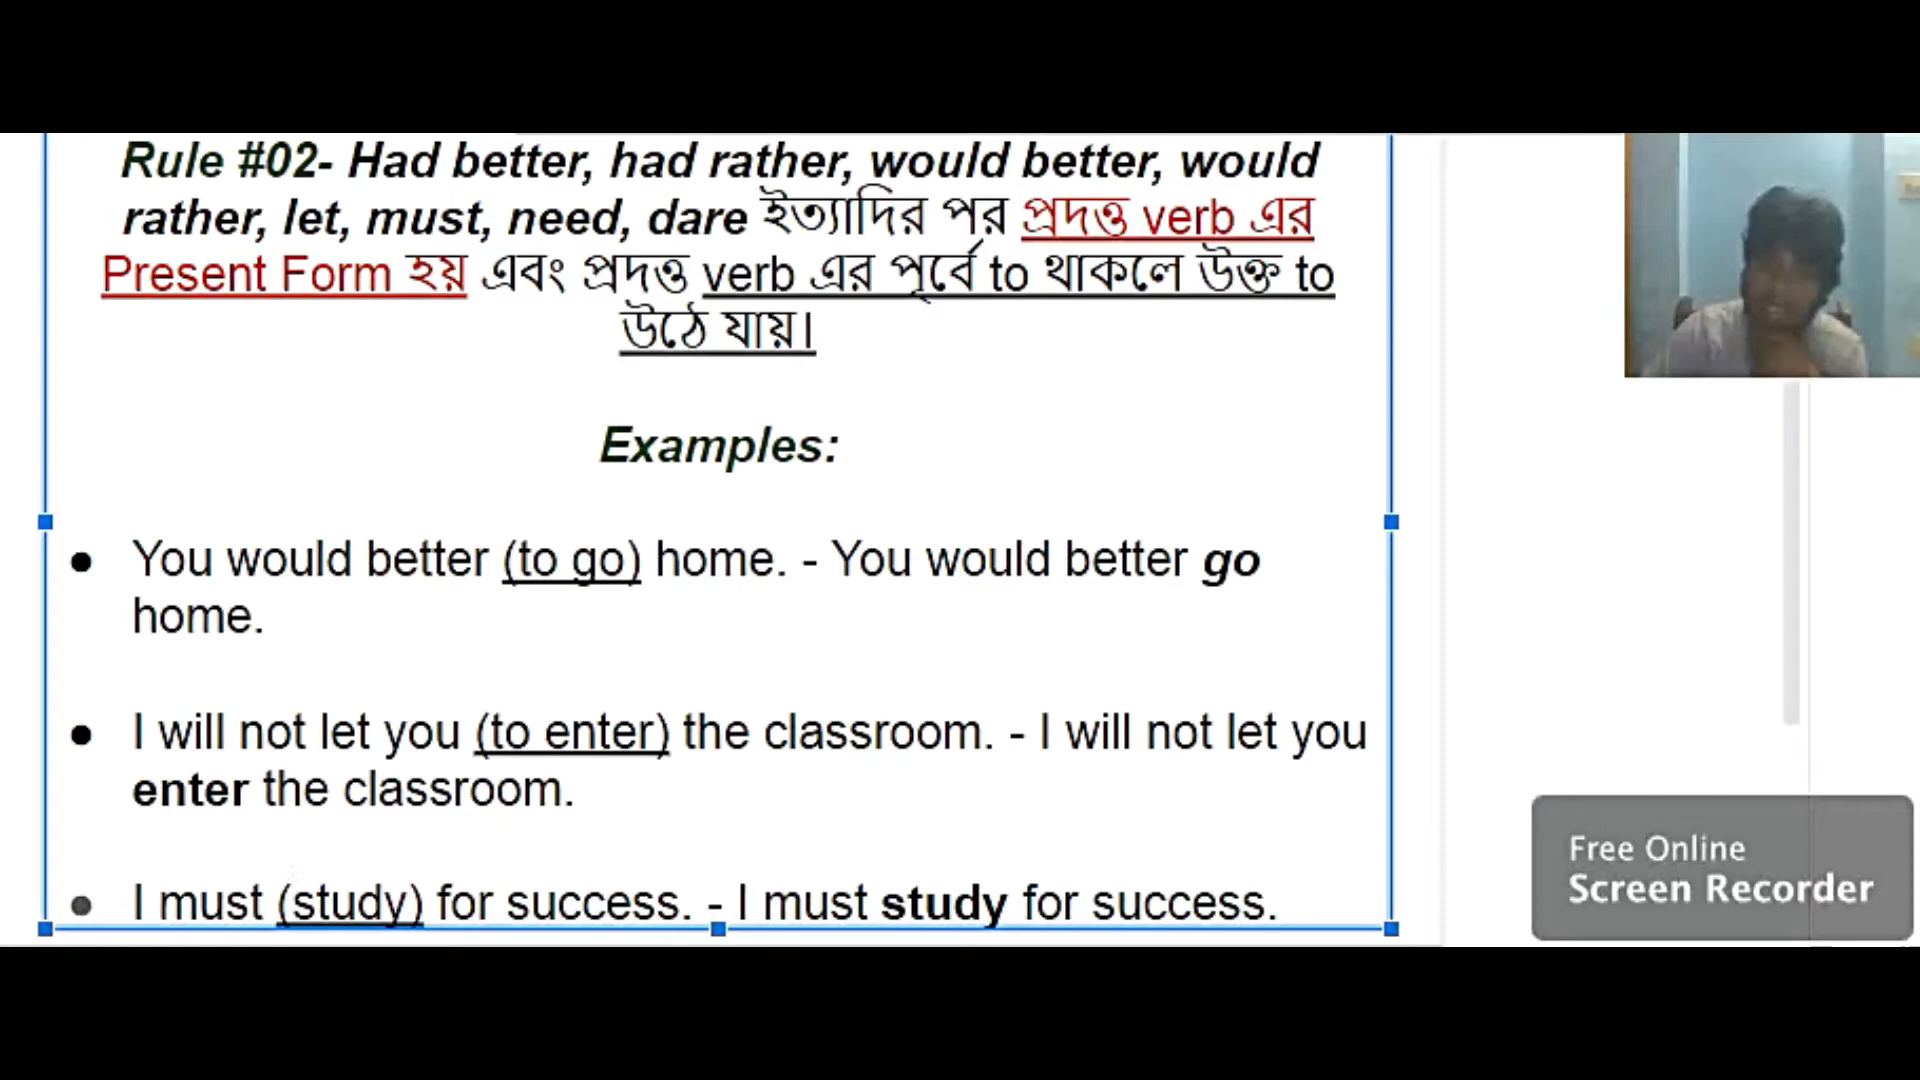 Rule #02- Had better, had rather, would better, would
rather, let, must, need, dare ইত্যাদির পর প্রদত্ত verb এর
Present Form হয় এবং প্রদত্ত verb এর পূর্বে to থাকলে উক্ত to
উঠে যায়।
Examples:
● You would better (to go) home. - You would better go
home.
● I will not let you (to enter) the classroom. - I will not let you
enter the classroom.
● I must (study) for success. - I must study for success.
Free Online
Screen Recorder